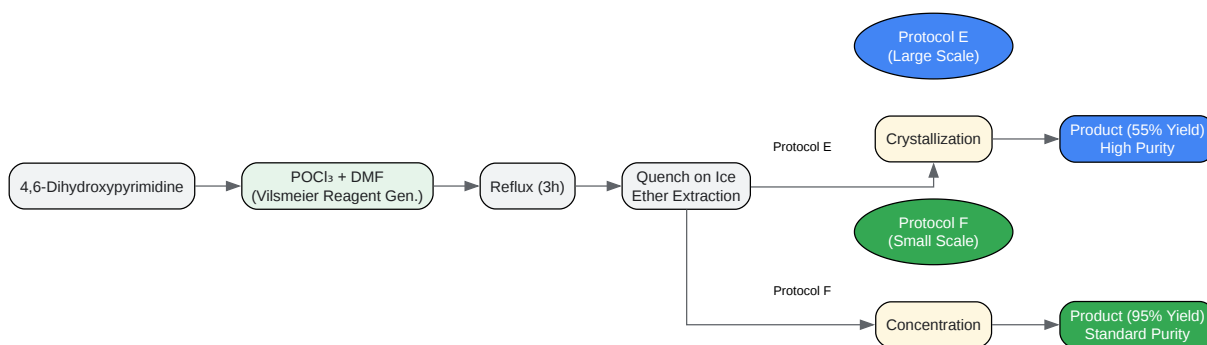 Protocol E
(Large Scale)
Protocol E
Crystallization
Product (55% Yield)
High Purity
4,6-Dihydroxypyrimidine
POCl₃ + DMF
(Vilsmeier Reagent Gen.)
Reflux (3h)
Quench on Ice
Ether Extraction
Protocol F
(Small Scale)
Protocol F
Concentration
Product (95% Yield)
Standard Purity